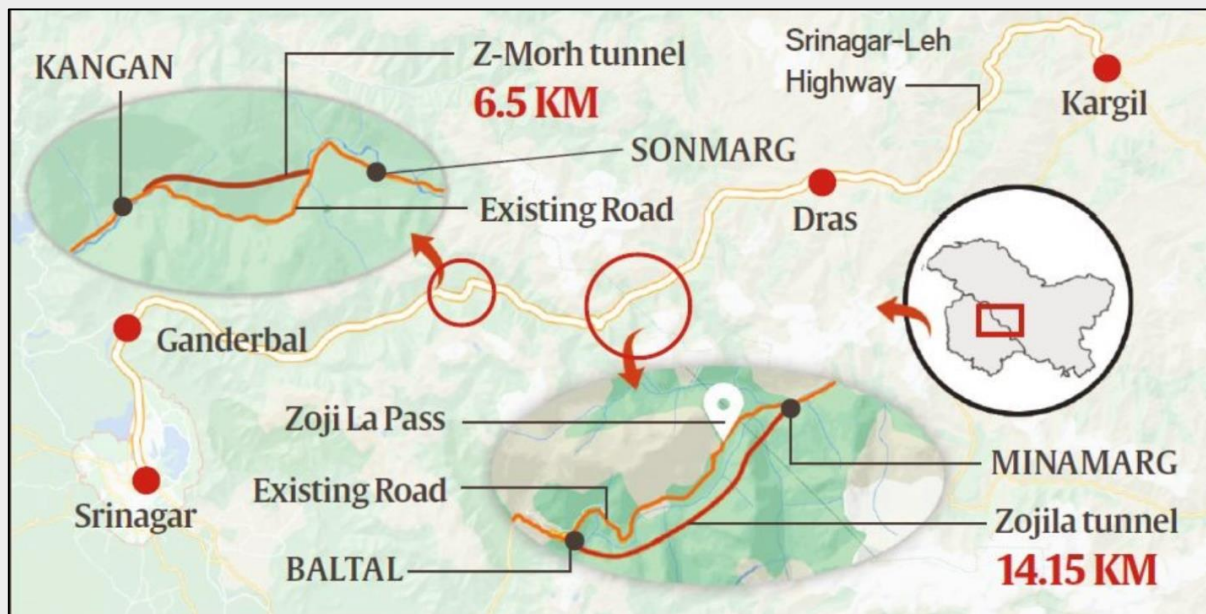 KANGAN
Z-Morh tunnel
6.5 KM
SONMARG
Existing Road
Srinagar-Leh
Highway
Kargil
Dras
Ganderbal
Srinagar
Zoji La Pass
Existing Road
BALTAL
MINAMARG
Zojila tunnel
14.15 KM